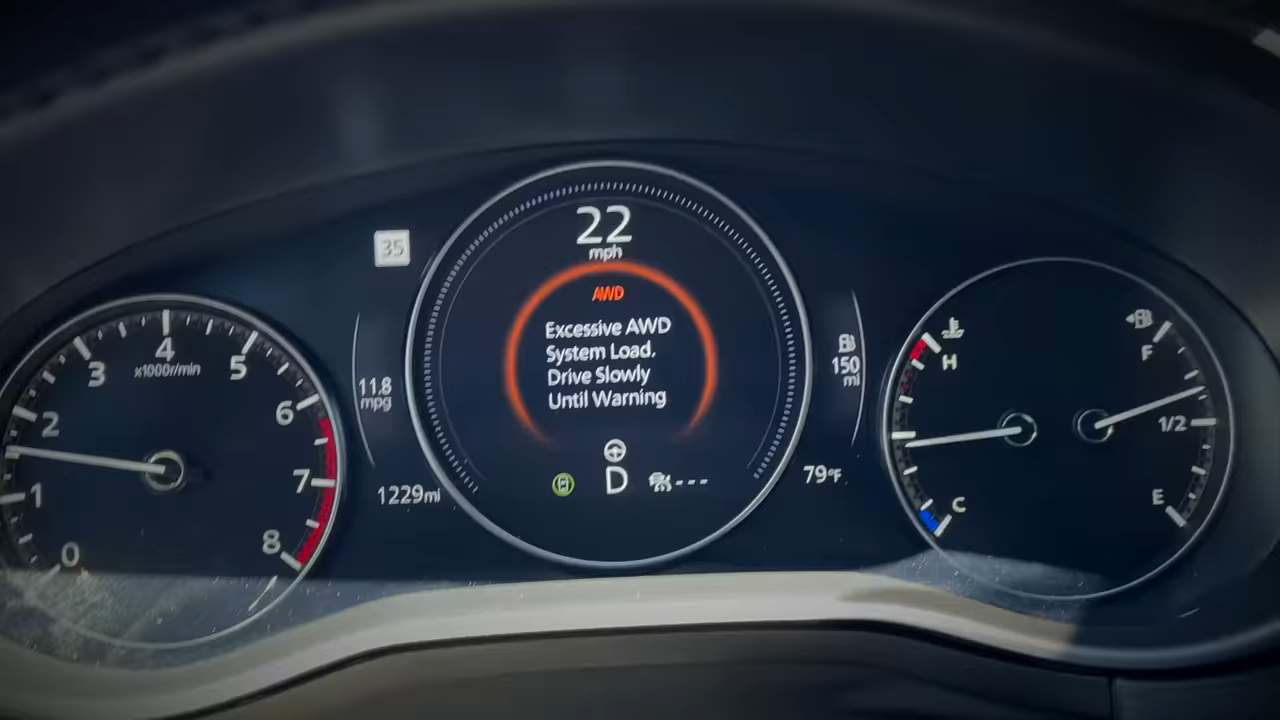 35
22
mph
AWD
Excessive AWD
System Load.
Drive Slowly
Until Warning
D
---
0
1
2
3
4
5
6
7
8
x1000r/min
11.8
mpg
1229mi
150
mi
79°F
H
C
F
1/2
E